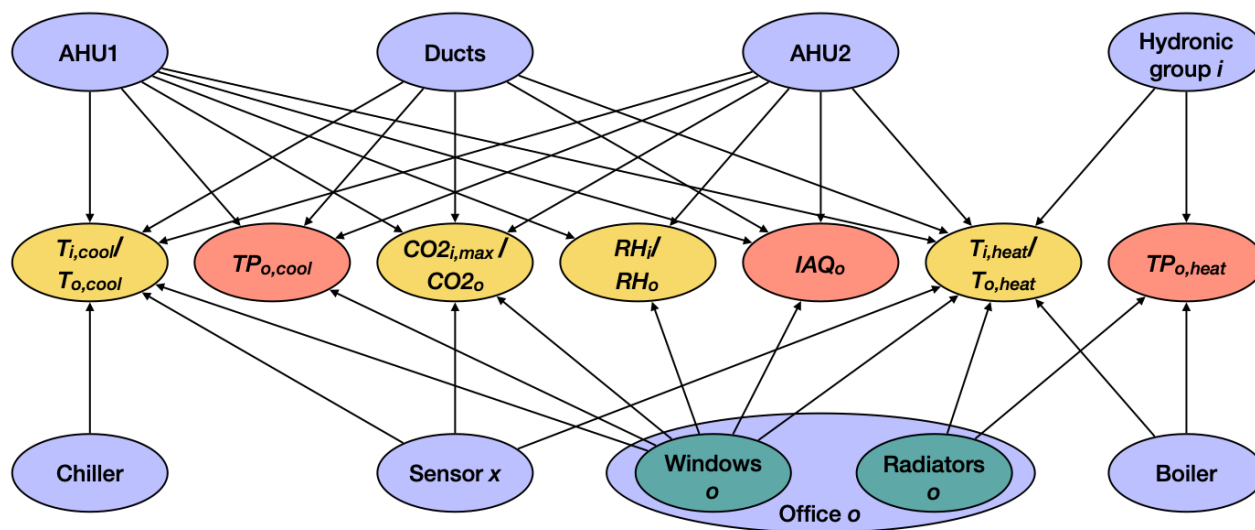 AHU1
Ducts
AHU2
Hydronic
group i
Ti,cool/
To,cool
TPo,cool
CO2i,max /
CO2o
RHi/
RHo
IAQo
Ti,heat/
To,heat
TPo,heat
Chiller
Sensor x
Windows
o
Radiators
o
Boiler
Office o